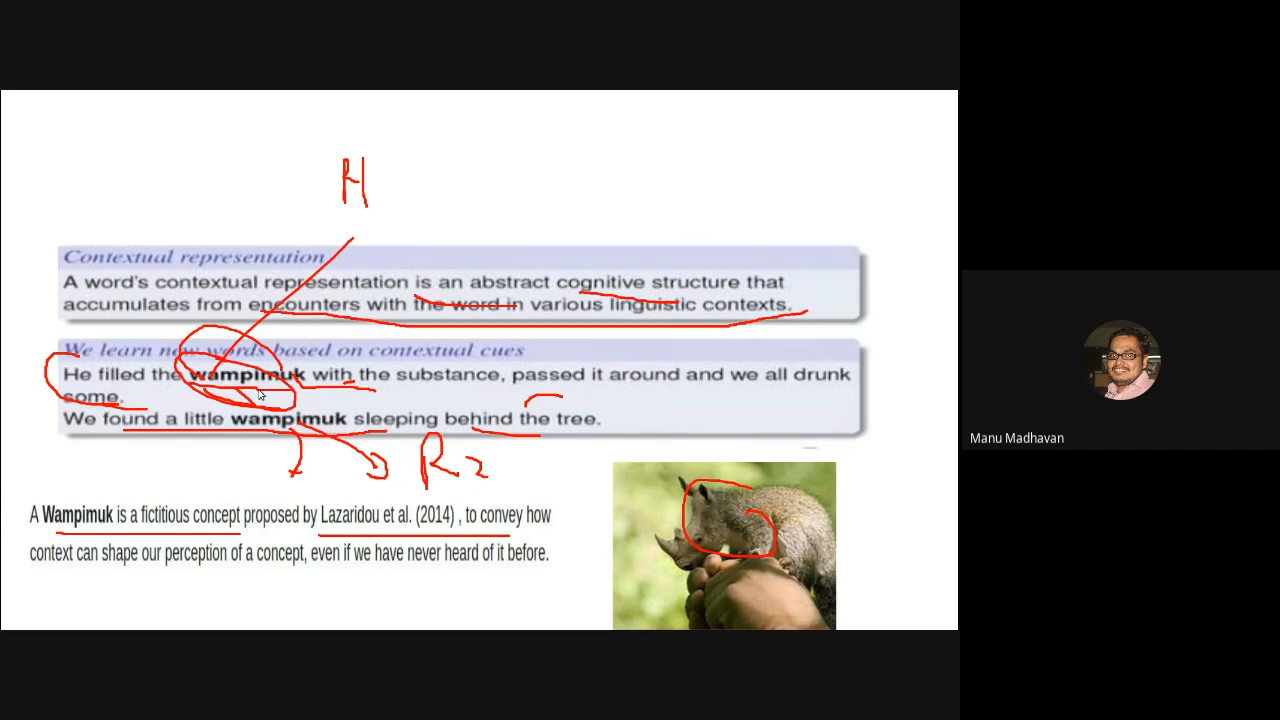 H
Contextual representation
A word's contextual representation is an abstract cognitive structure that
accumulates from encounters with the word in various linguistic contexts.
We learn new words based on contextual cues
He filled the wampimuk with the substance, passed it around and we all drunk
some.
We found a little wampimuk sleeping behind the tree.
R2
A Wampimuk is a fictitious concept proposed by Lazaridou et al. (2014) , to convey how
context can shape our perception of a concept, even if we have never heard of it before.
Manu Madhavan